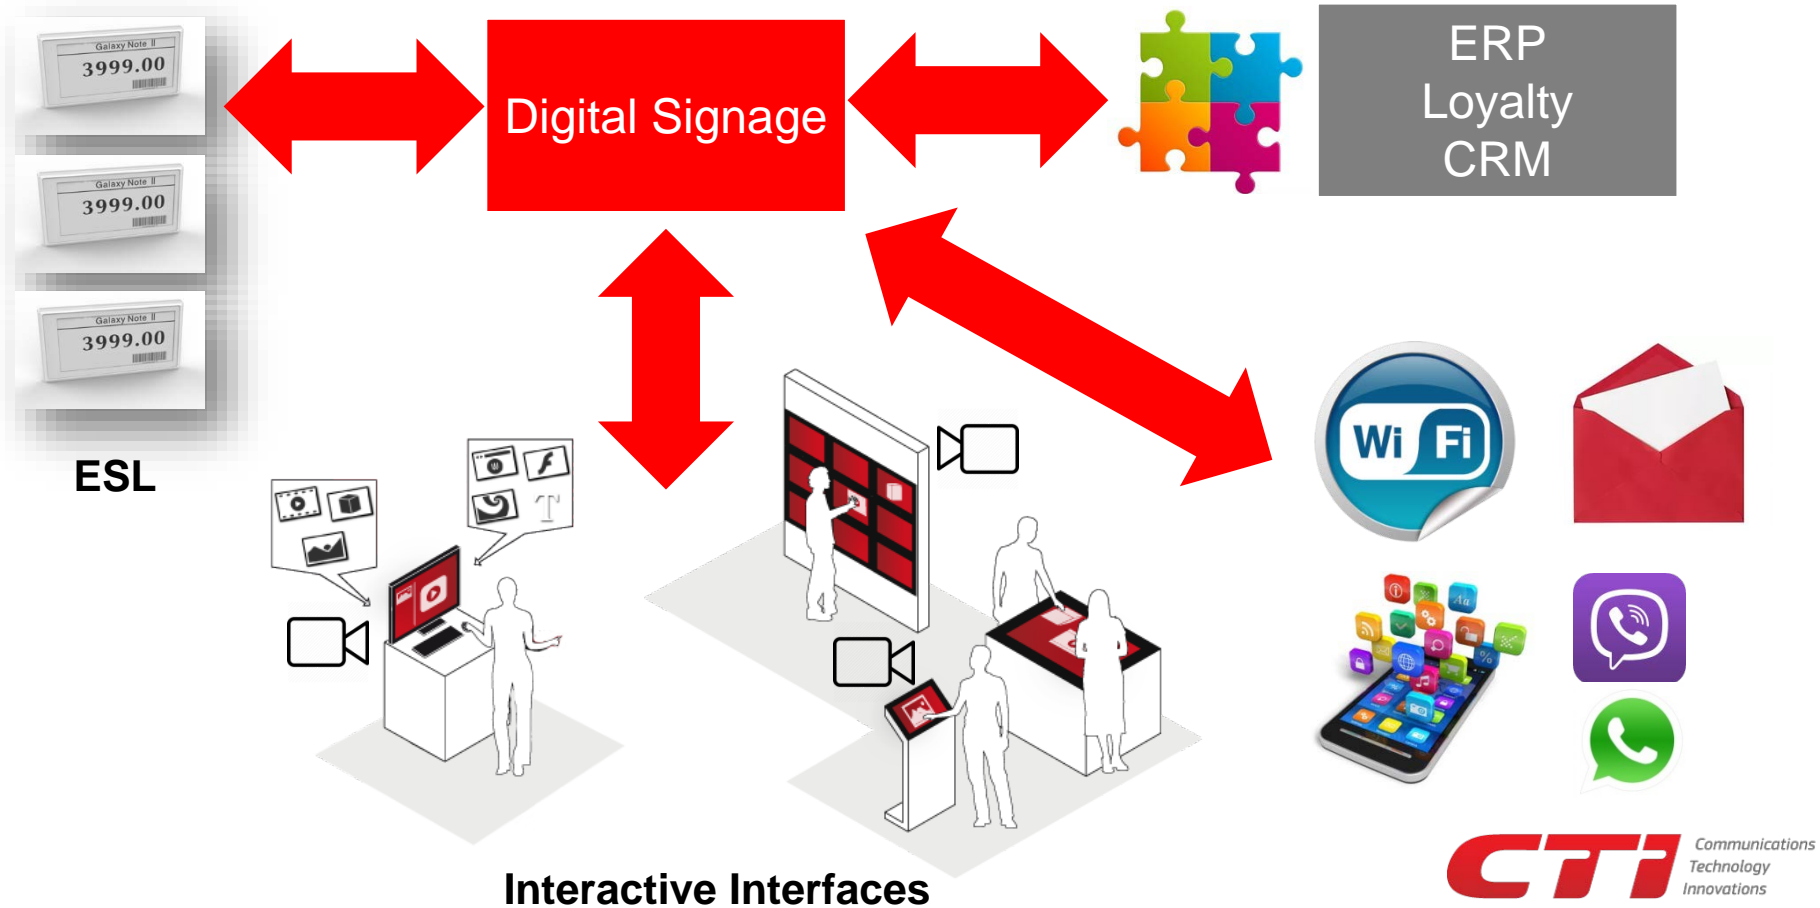 Galaxy Note II
3999.00
Galaxy Note II
3999.00
Galaxy Note II
3999.00
ESL
Digital Signage
ERP
Loyalty
CRM
T
Wi Fi
Aa
%
Interactive Interfaces
CTI
Communications
Technology
Innovations